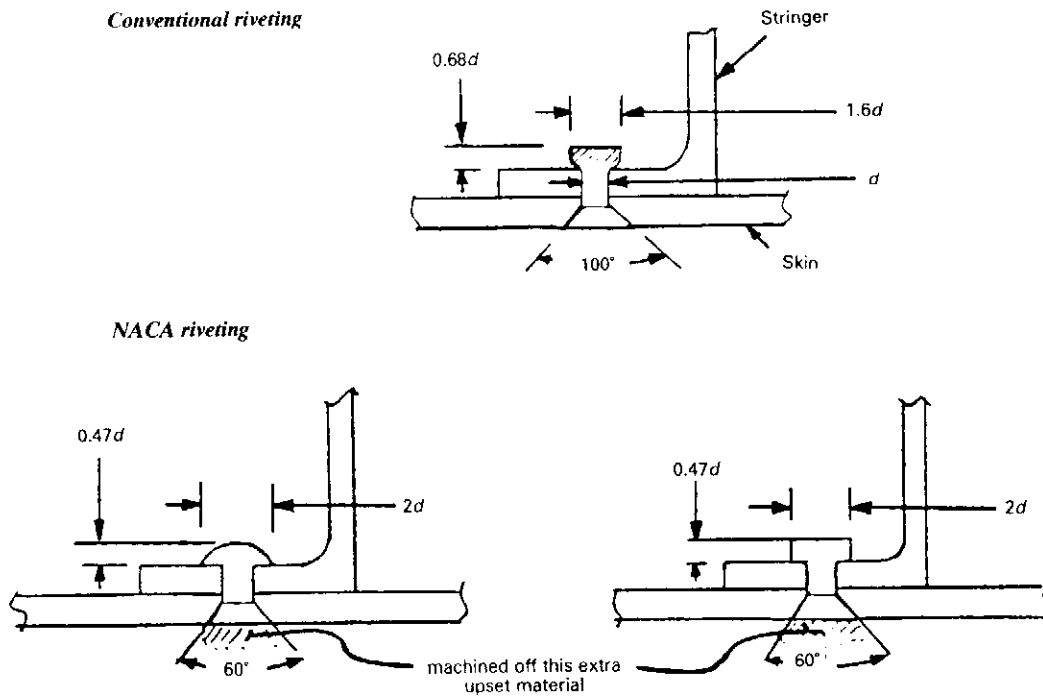 Conventional riveting
Stringer
0.68d
1.6d
d
100°
Skin
NACA riveting
0.47d
2d
0.47d
2d
60°
60°
machined off this extra
upset material